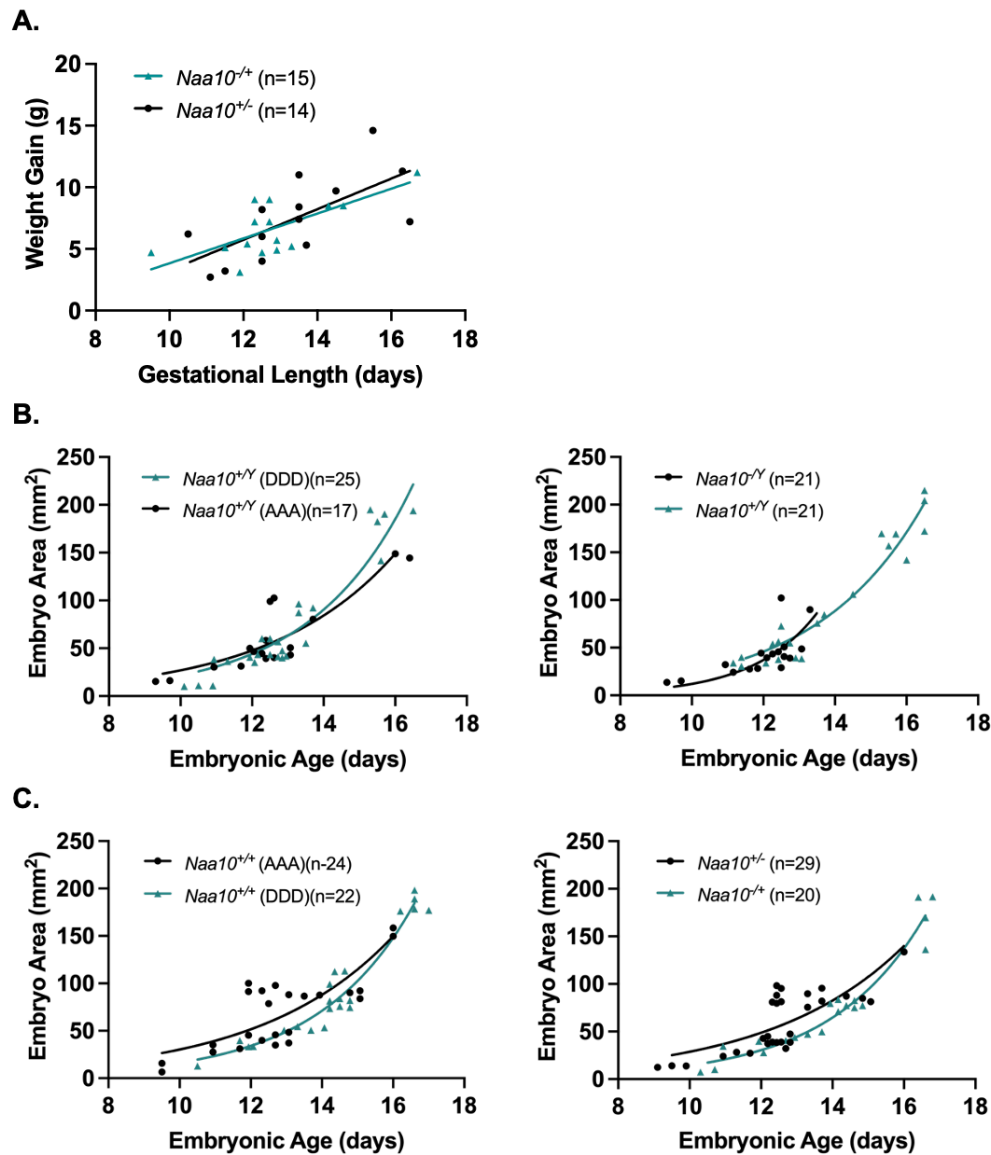 A.
20
15
10
5
0
Weight Gain (g)
Naa10-/+ (n=15)
Naa10+/- (n=14)
8 10 12 14 16 18
Gestational Length (days)
B.
250
200
150
100
50
0
Embryo Area (mm2)
Naa10+/Y (DDD)(n=25)
Naa10+/Y (AAA)(n=17)
8 10 12 14 16 18
Embryonic Age (days)
250
200
150
100
50
0
Embryo Area (mm2)
Naa10-/Y (n=21)
Naa10+/Y (n=21)
8 10 12 14 16 18
Embryonic Age (days)
C.
250
200
150
100
50
0
Embryo Area (mm2)
Naa10+/+ (AAA)(n-24)
Naa10+/+ (DDD)(n=22)
8 10 12 14 16 18
Embryonic Age (days)
250
200
150
100
50
0
Embryo Area (mm2)
Naa10+/- (n=29)
Naa10-/+ (n=20)
8 10 12 14 16 18
Embryonic Age (days)